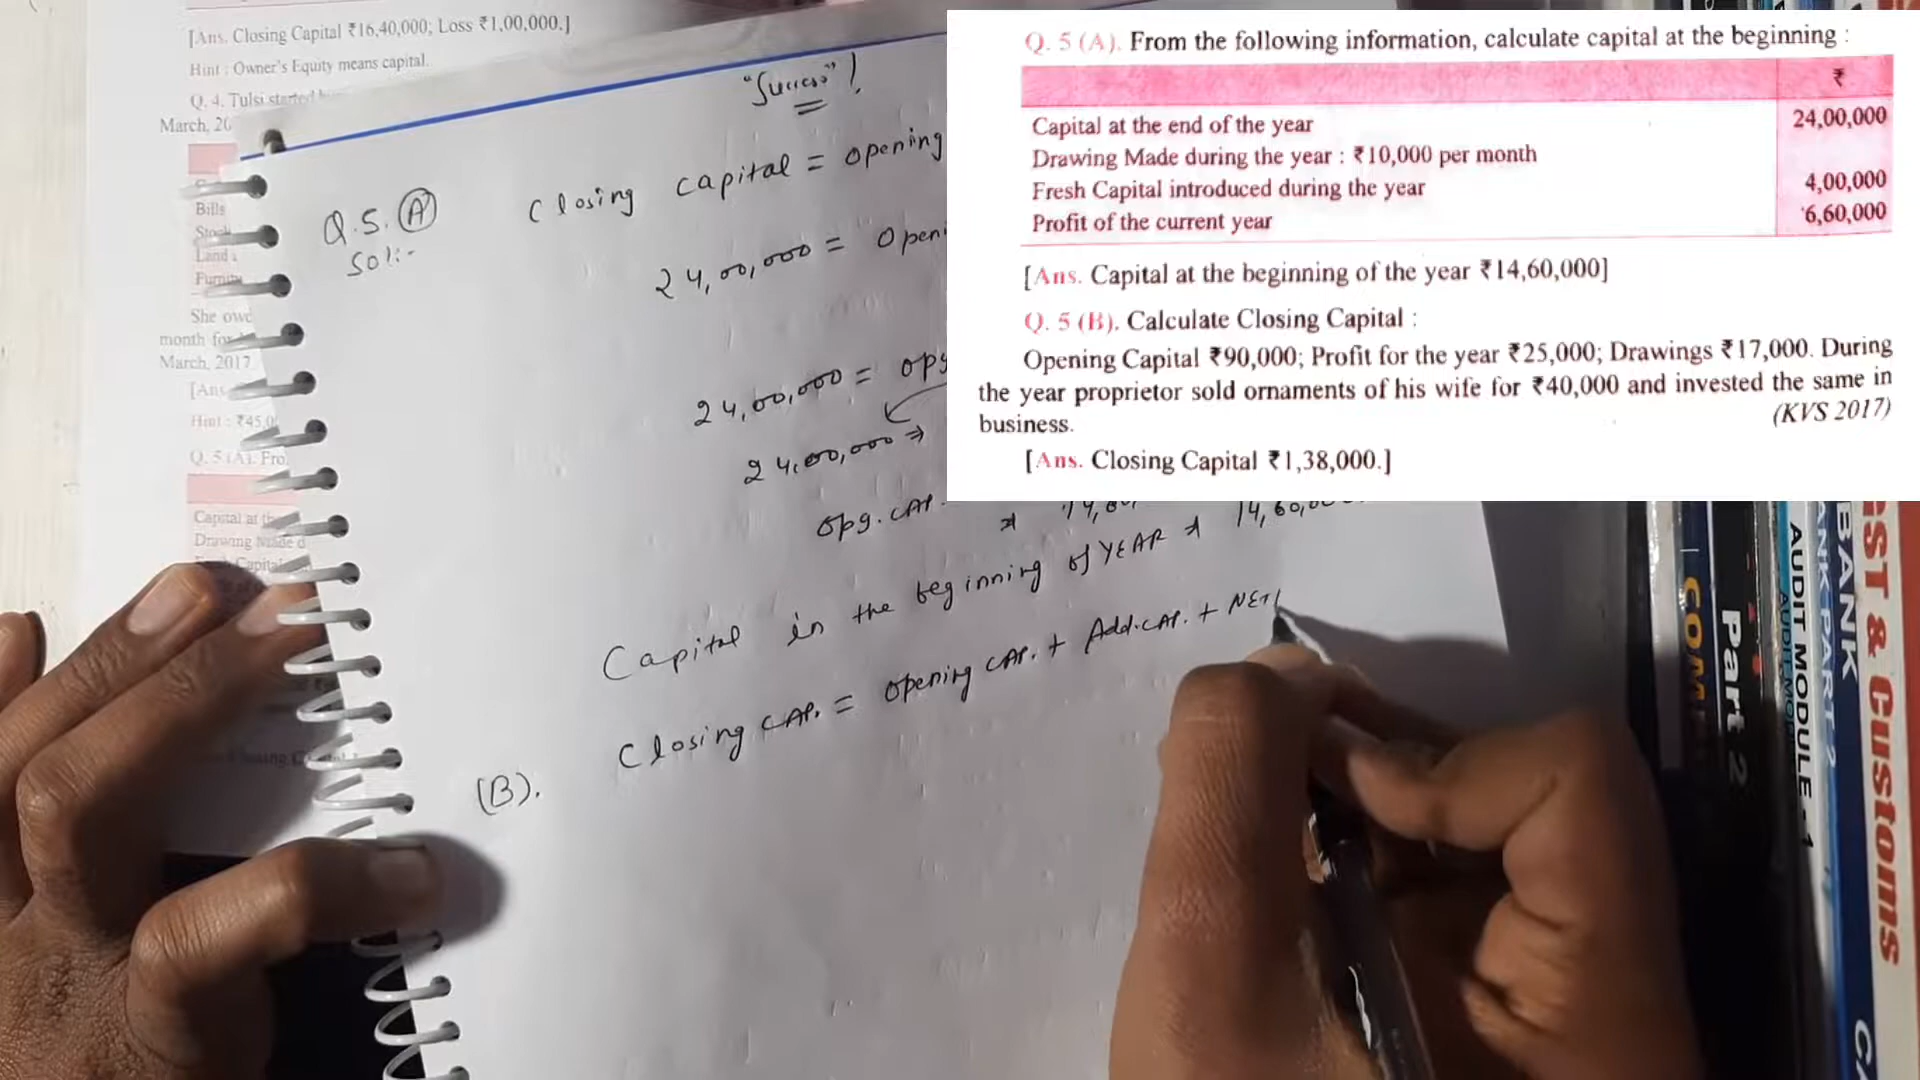 [Ans. Closing Capital ₹16,40,000; Loss ₹1,00,000.]
Hint : Owner's Equity means capital.
Q. 4. Tulsi started
March, 20
Bills
Stock
Land
She owe
month for
March, 2017
[Ans
Hint : ₹45,0
Q. 5 (A). Fro
Capital at th
Drawing Made d
"Success" !
Q.5. (A)
Sol:-
Closing Capital = Opening
24,00,000 = Openi
24,00,000 = opg
24,00,000 ⇒
opg. CAP.
14,60,00
Capital in the beginning of YEAR
(B). Closing CAP. = Opening CAP. + Add.CAP. + NET
Q. 5 (A). From the following information, calculate capital at the beginning :
₹
Capital at the end of the year 24,00,000
Drawing Made during the year : ₹10,000 per month
Fresh Capital introduced during the year 4,00,000
Profit of the current year 6,60,000
[Ans. Capital at the beginning of the year ₹14,60,000]
Q. 5 (B). Calculate Closing Capital :
Opening Capital ₹90,000; Profit for the year ₹25,000; Drawings ₹17,000. During
the year proprietor sold ornaments of his wife for ₹40,000 and invested the same in
business. (KVS 2017)
[Ans. Closing Capital ₹1,38,000.]
Part 2
AUDIT MODULE - 1
BANK
ST & Customs